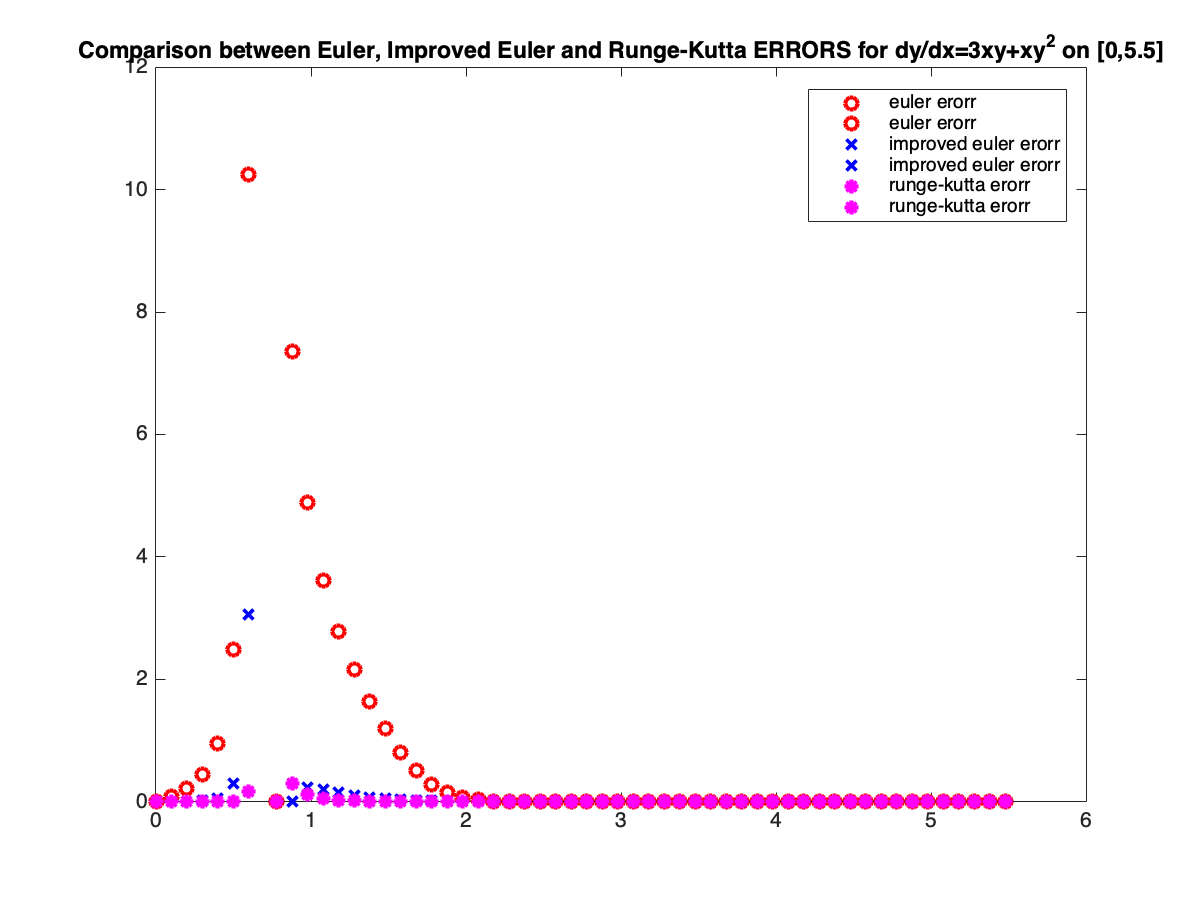 Comparison between Euler, Improved Euler and Runge-Kutta ERRORS for dy/dx=3xy+xy² on [0,5.5]
12
10
8
6
4
2
0
euler erorr
euler erorr
improved euler erorr
improved euler erorr
runge-kutta erorr
runge-kutta erorr
0 1 2 3 4 5 6